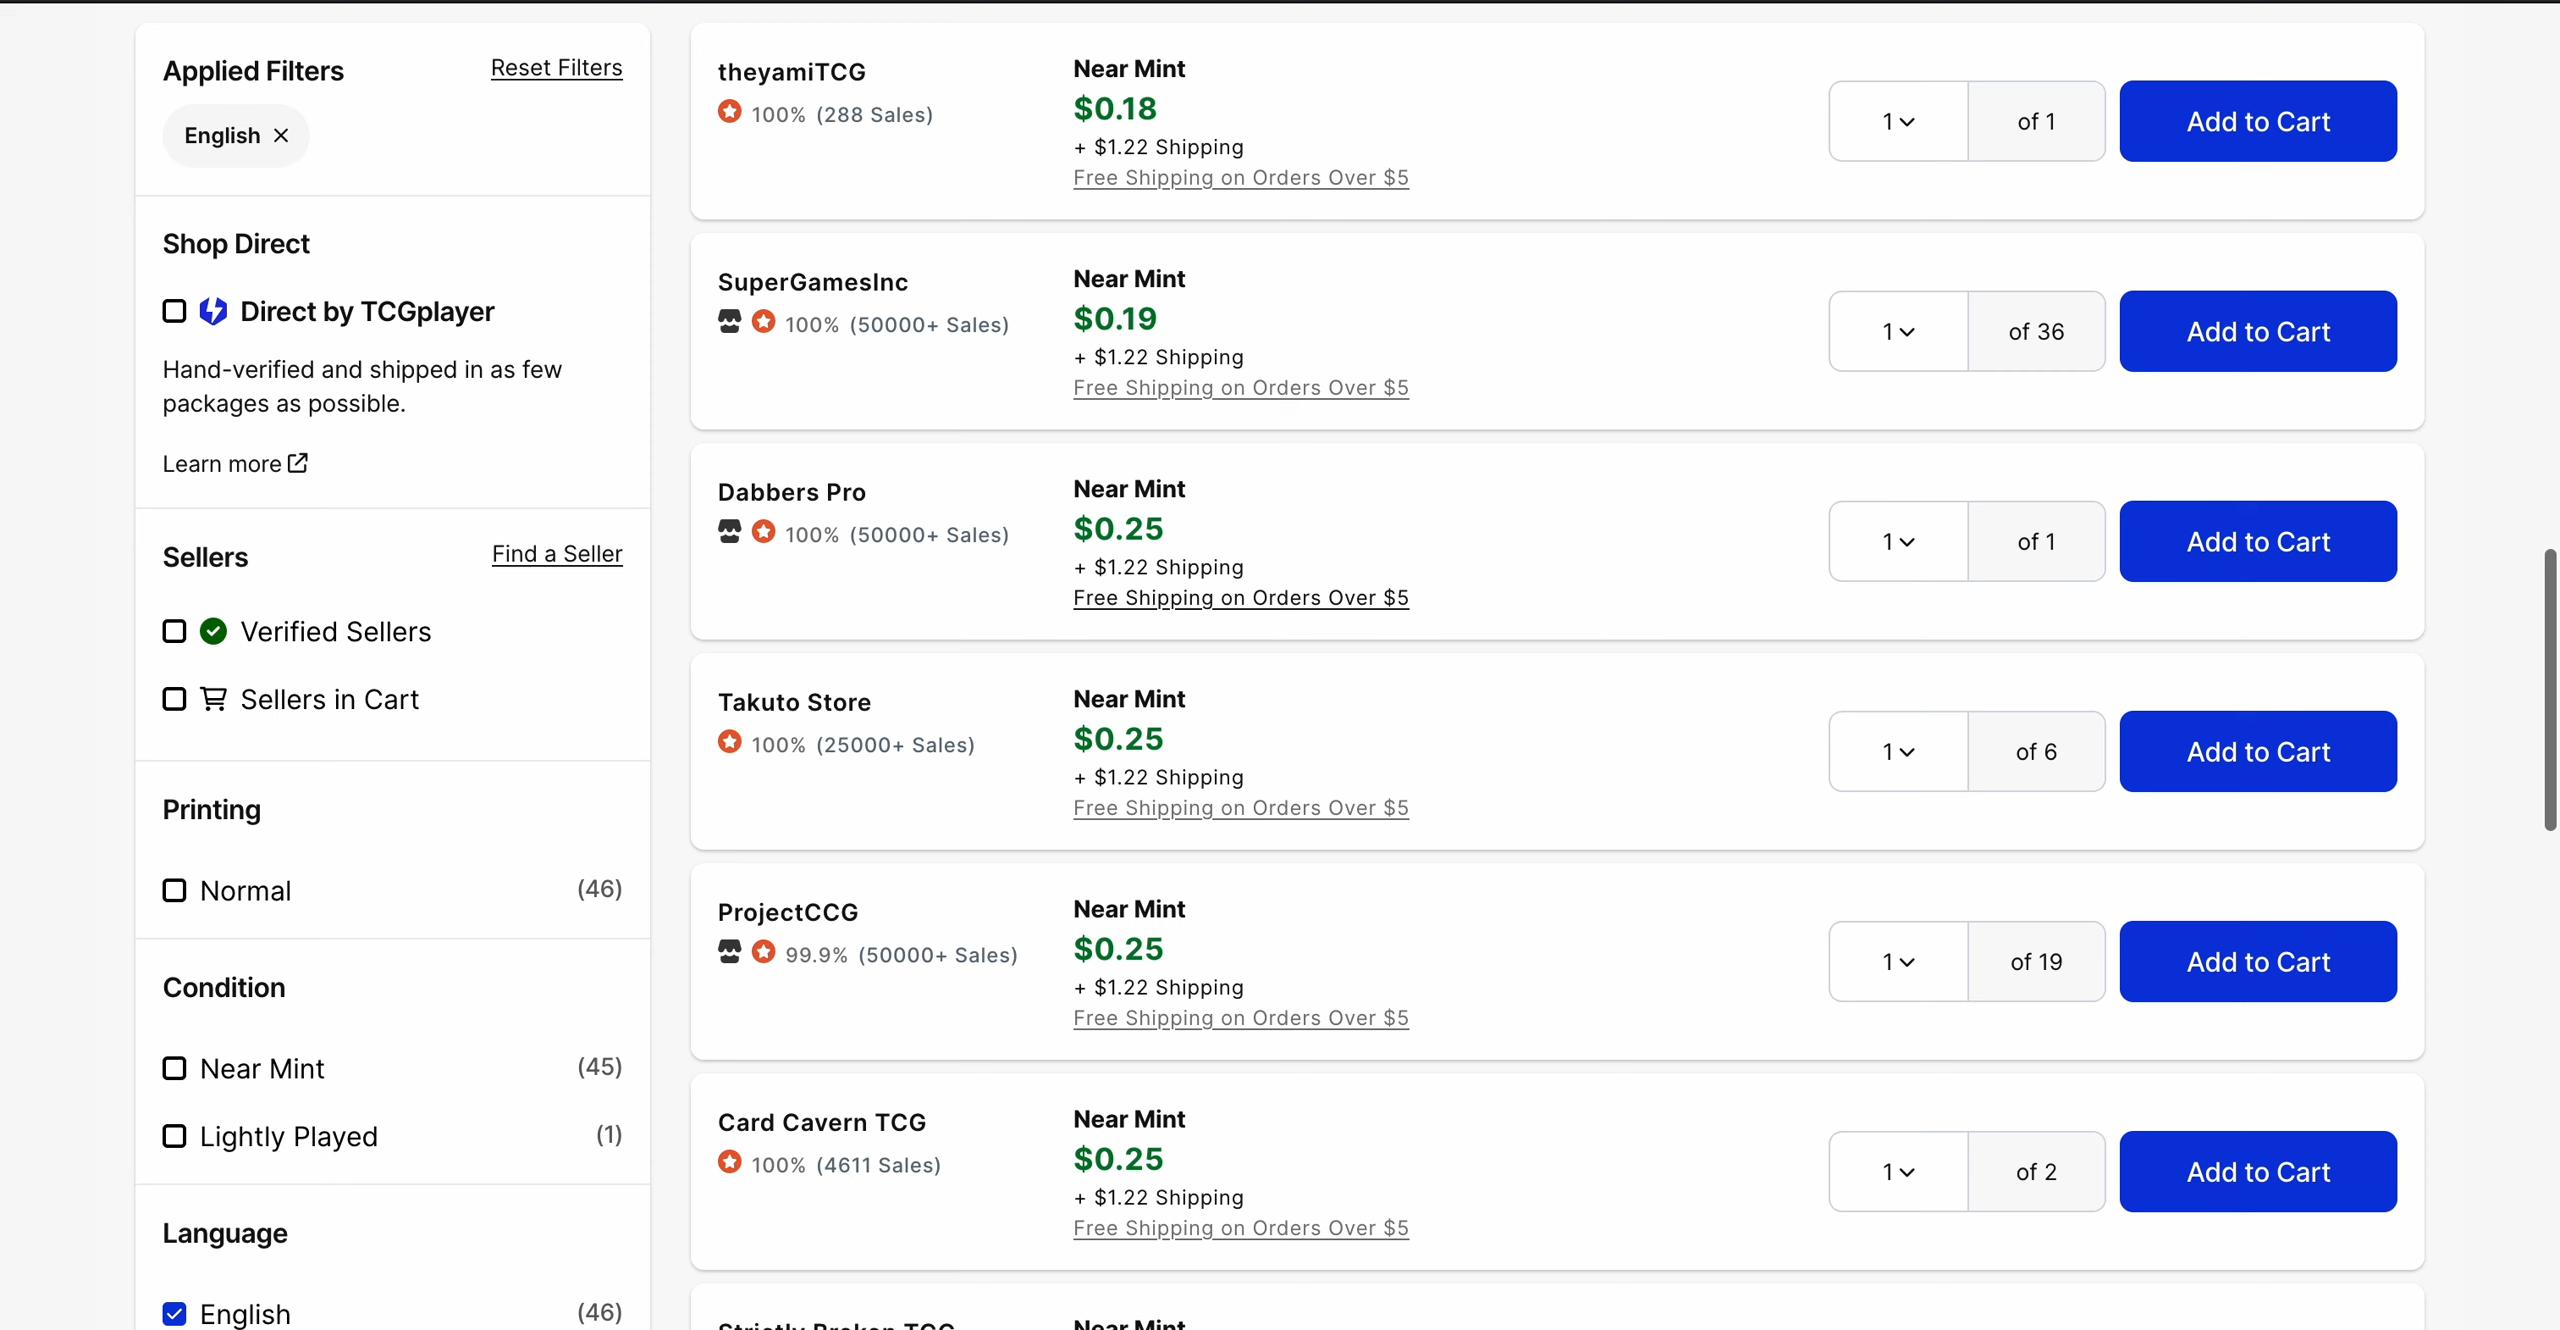 Applied Filters
Reset Filters
English
Shop Direct
Direct by TCGplayer
Hand-verified and shipped in as few
packages as possible.
Learn more
Sellers
Find a Seller
Verified Sellers
Sellers in Cart
Printing
Normal (46)
Condition
Near Mint (45)
Lightly Played (1)
Language
English (46)
theyamiTCG
100% (288 Sales)
Near Mint
$0.18
+ $1.22 Shipping
Free Shipping on Orders Over $5
1 of 1
Add to Cart
SuperGamesInc
100% (50000+ Sales)
Near Mint
$0.19
+ $1.22 Shipping
Free Shipping on Orders Over $5
1 of 36
Add to Cart
Dabbers Pro
100% (50000+ Sales)
Near Mint
$0.25
+ $1.22 Shipping
Free Shipping on Orders Over $5
1 of 1
Add to Cart
Takuto Store
100% (25000+ Sales)
Near Mint
$0.25
+ $1.22 Shipping
Free Shipping on Orders Over $5
1 of 6
Add to Cart
ProjectCCG
99.9% (50000+ Sales)
Near Mint
$0.25
+ $1.22 Shipping
Free Shipping on Orders Over $5
1 of 19
Add to Cart
Card Cavern TCG
100% (4611 Sales)
Near Mint
$0.25
+ $1.22 Shipping
Free Shipping on Orders Over $5
1 of 2
Add to Cart
Strictly Broken TCG
Near Mint